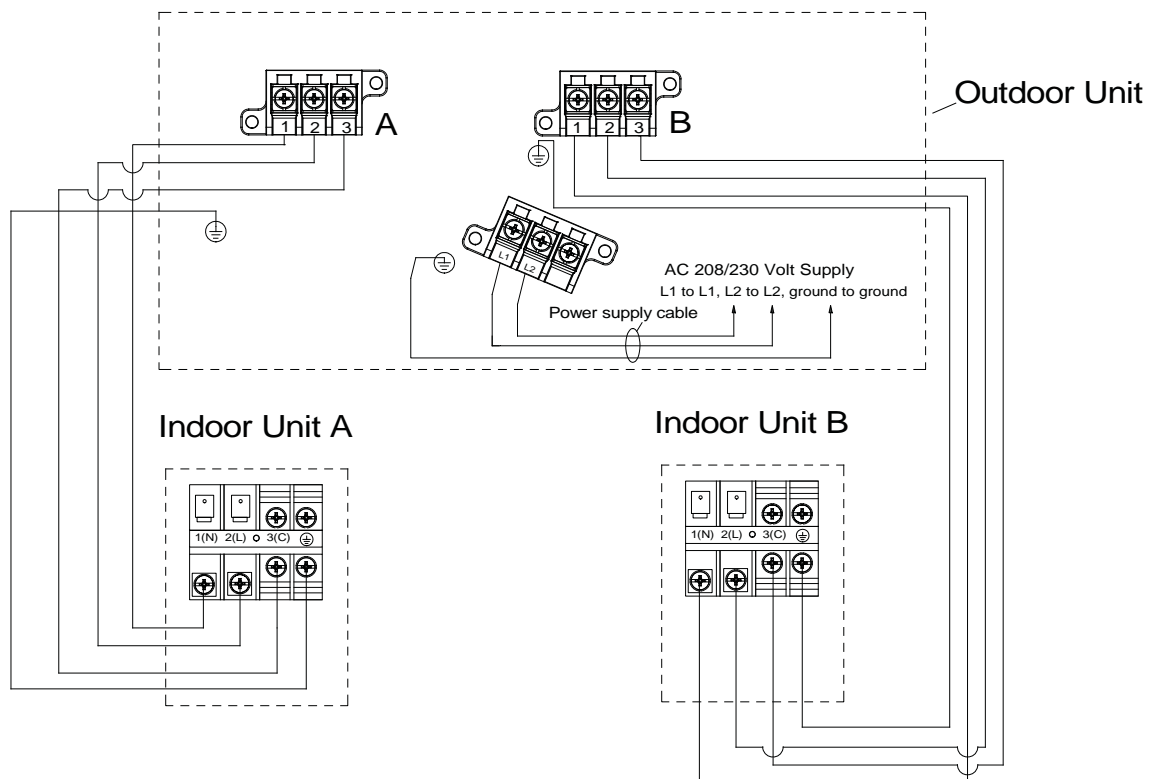 1 2 3 A
1 2 3 B
Outdoor Unit
L1 L2
AC 208/230 Volt Supply
L1 to L1, L2 to L2, ground to ground
Power supply cable
Indoor Unit A
Indoor Unit B
1(N) 2(L) 3(C)
1(N) 2(L) 3(C)